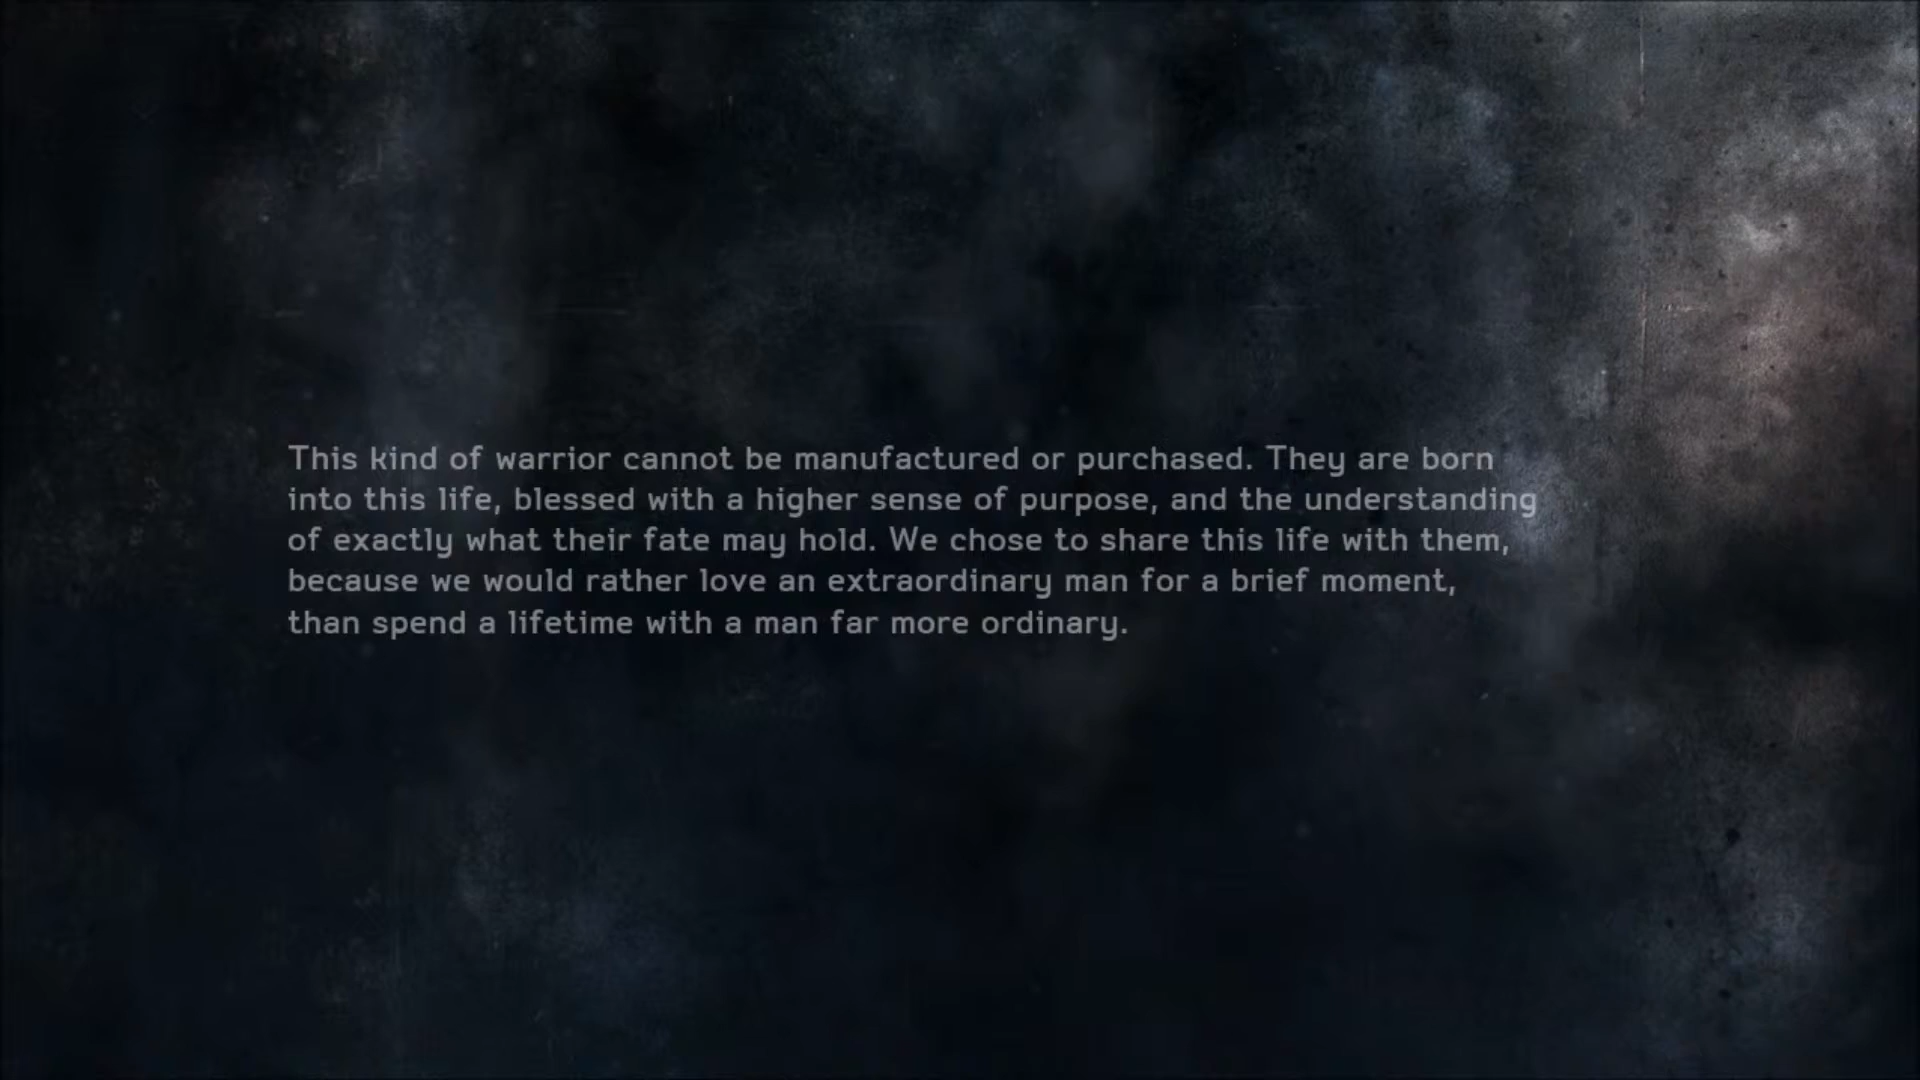 This kind of warrior cannot be manufactured or purchased. They are born
into this life, blessed with a higher sense of purpose, and the understanding
of exactly what their fate may hold. We chose to share this life with them,
because we would rather love an extraordinary man for a brief moment,
than spend a lifetime with a man far more ordinary.